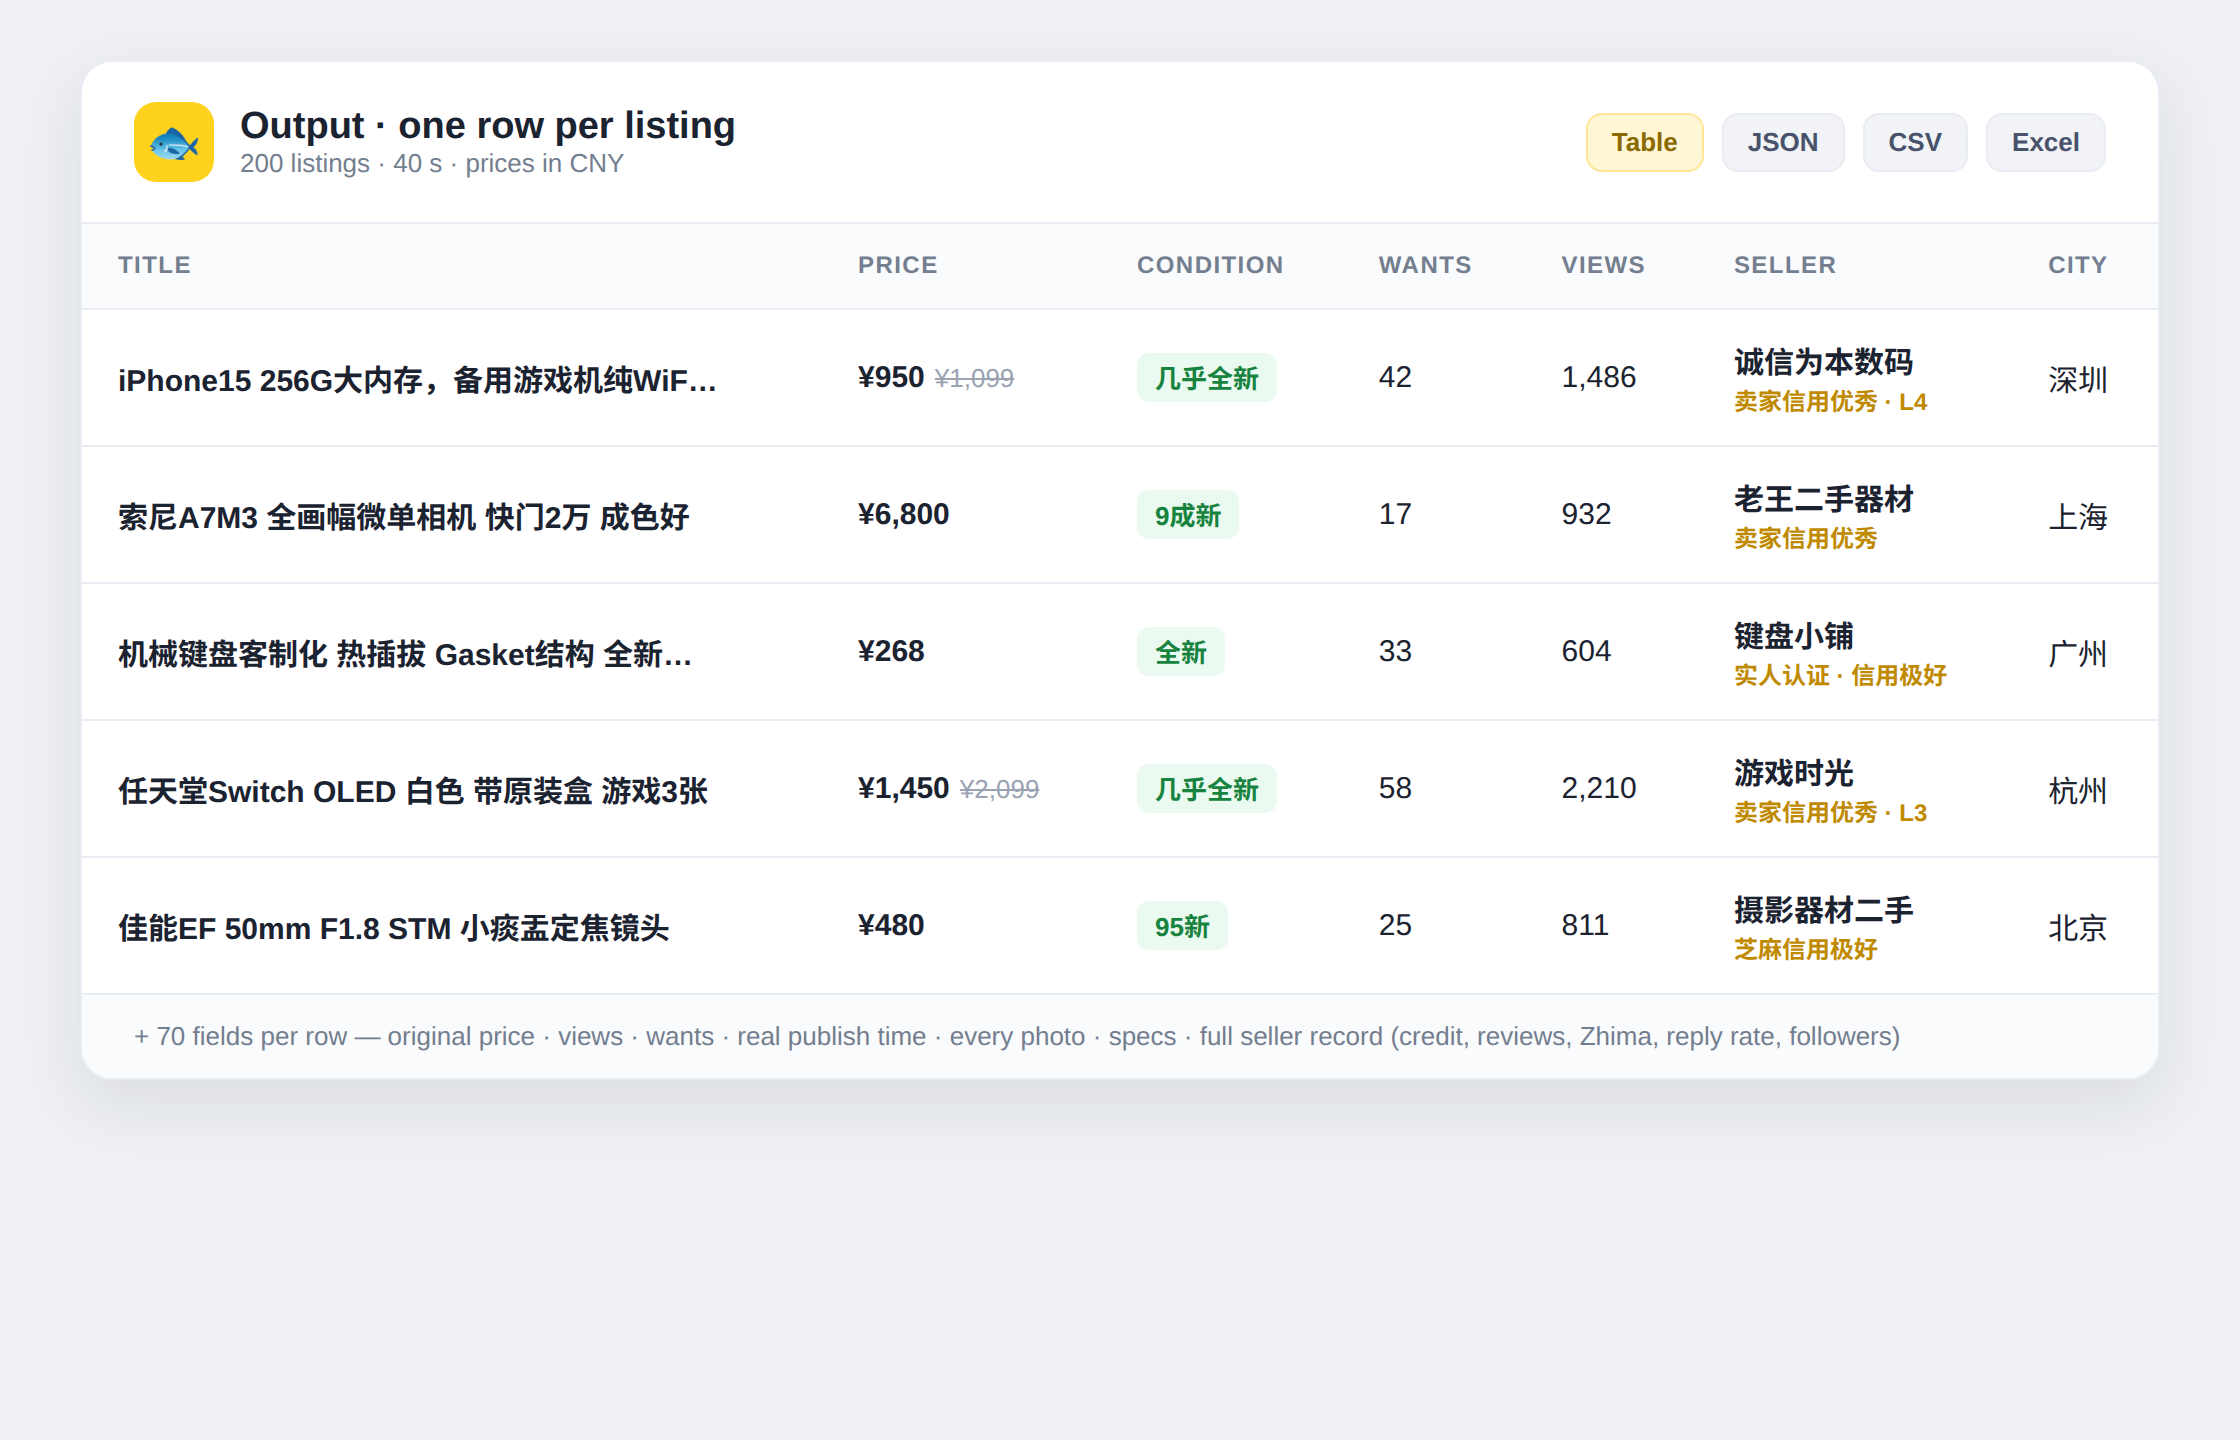 Output · one row per listing
200 listings · 40 s · prices in CNY
Table JSON CSV Excel
TITLE PRICE CONDITION WANTS VIEWS SELLER CITY
iPhone15 256G大内存，备用游戏机纯WiF… ¥950 ¥1,099 几乎全新 42 1,486 诚信为本数码 深圳
卖家信用优秀 · L4
索尼A7M3 全画幅微单相机 快门2万 成色好 ¥6,800 9成新 17 932 老王二手器材 上海
卖家信用优秀
机械键盘客制化 热插拔 Gasket结构 全新… ¥268 全新 33 604 键盘小铺 广州
实人认证 · 信用极好
任天堂Switch OLED 白色 带原装盒 游戏3张 ¥1,450 ¥2,099 几乎全新 58 2,210 游戏时光 杭州
卖家信用优秀 · L3
佳能EF 50mm F1.8 STM 小痰盂定焦镜头 ¥480 95新 25 811 摄影器材二手 北京
芝麻信用极好
+ 70 fields per row — original price · views · wants · real publish time · every photo · specs · full seller record (credit, reviews, Zhima, reply rate, followers)